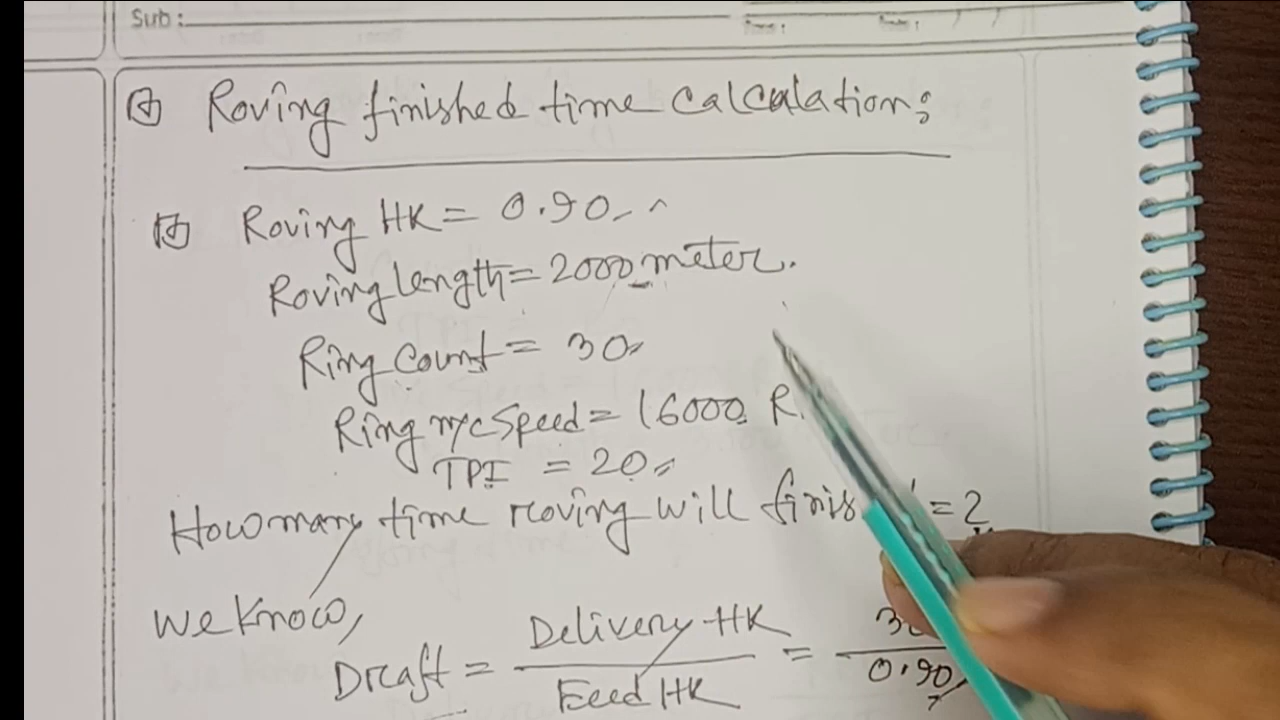 Sub :
Roving finished time calculation:
Roving HK = 0.90
Roving length = 2000 meter.
Ring Count = 30
Ring m/c Speed = 16000 R.
TPI = 20
How many time roving will finis = ?
We know,
Draft = Delivery HK / Feed HK = 30 / 0.90